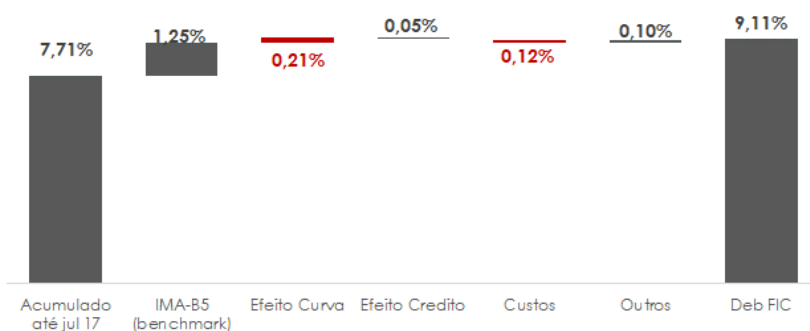 7,71%
1,25%
0,21%
0,05%
0,12%
0,10%
9,11%
Acumulado
até jul 17
IMA-B5
(benchmark)
Efeito Curva
Efeito Credito
Custos
Outros
Deb FIC